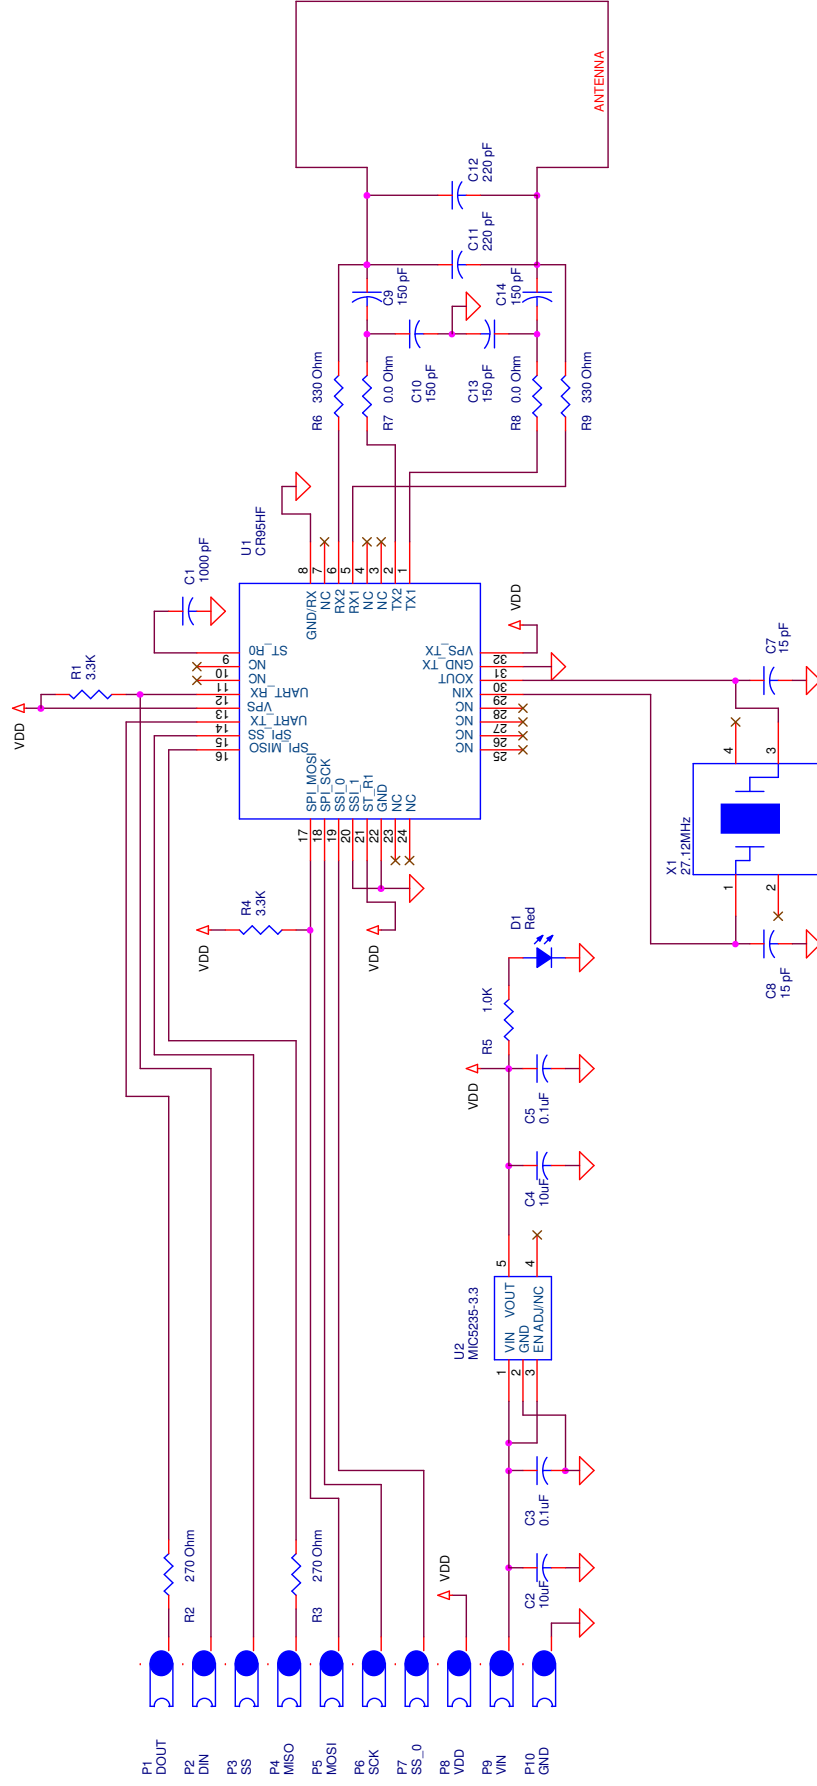 ANTENNA
C12
220 pF
C11
220 pF
C9
150 pF
C14
150 pF
C10
150 pF
C13
150 pF
R6
330 Ohm
R7
0.0 Ohm
R8
0.0 Ohm
R9
330 Ohm
U1
CR95HF
C1
1000 pF
R1
3.3K
VDD
8
7
6
5
4
3
2
1
GND/RX
NC
RX2
RX1
NC
NC
TX2
TX1
ST_R0
NC
NC
UART_RX
VPS
UART_TX
SPI_SS
SPI_MISO
9
10
11
12
13
14
15
16
VPS_TX
GND_TX
XOUT
XIN
NC
NC
NC
NC
32
31
30
29
28
27
26
25
VDD
SPI_MOSI
SPI_SCK
SSI_0
SSI_1
ST_R1
GND
NC
NC
17
18
19
20
21
22
23
24
R4
3.3K
VDD
VDD
C7
15 pF
X1
27.12MHz
4
3
1
2
C8
15 pF
D1
Red
R5
1.0K
VDD
C5
0.1uF
C4
10uF
U2
MIC5235-3.3
5
4
VIN VOUT
GND
EN ADJ/NC
1
2
3
C3
0.1uF
C2
10uF
VDD
R2
270 Ohm
R3
270 Ohm
P1
DOUT
P2
DIN
P3
SS
P4
MISO
P5
MOSI
P6
SCK
P7
SS_0
P8
VDD
P9
VIN
P10
GND